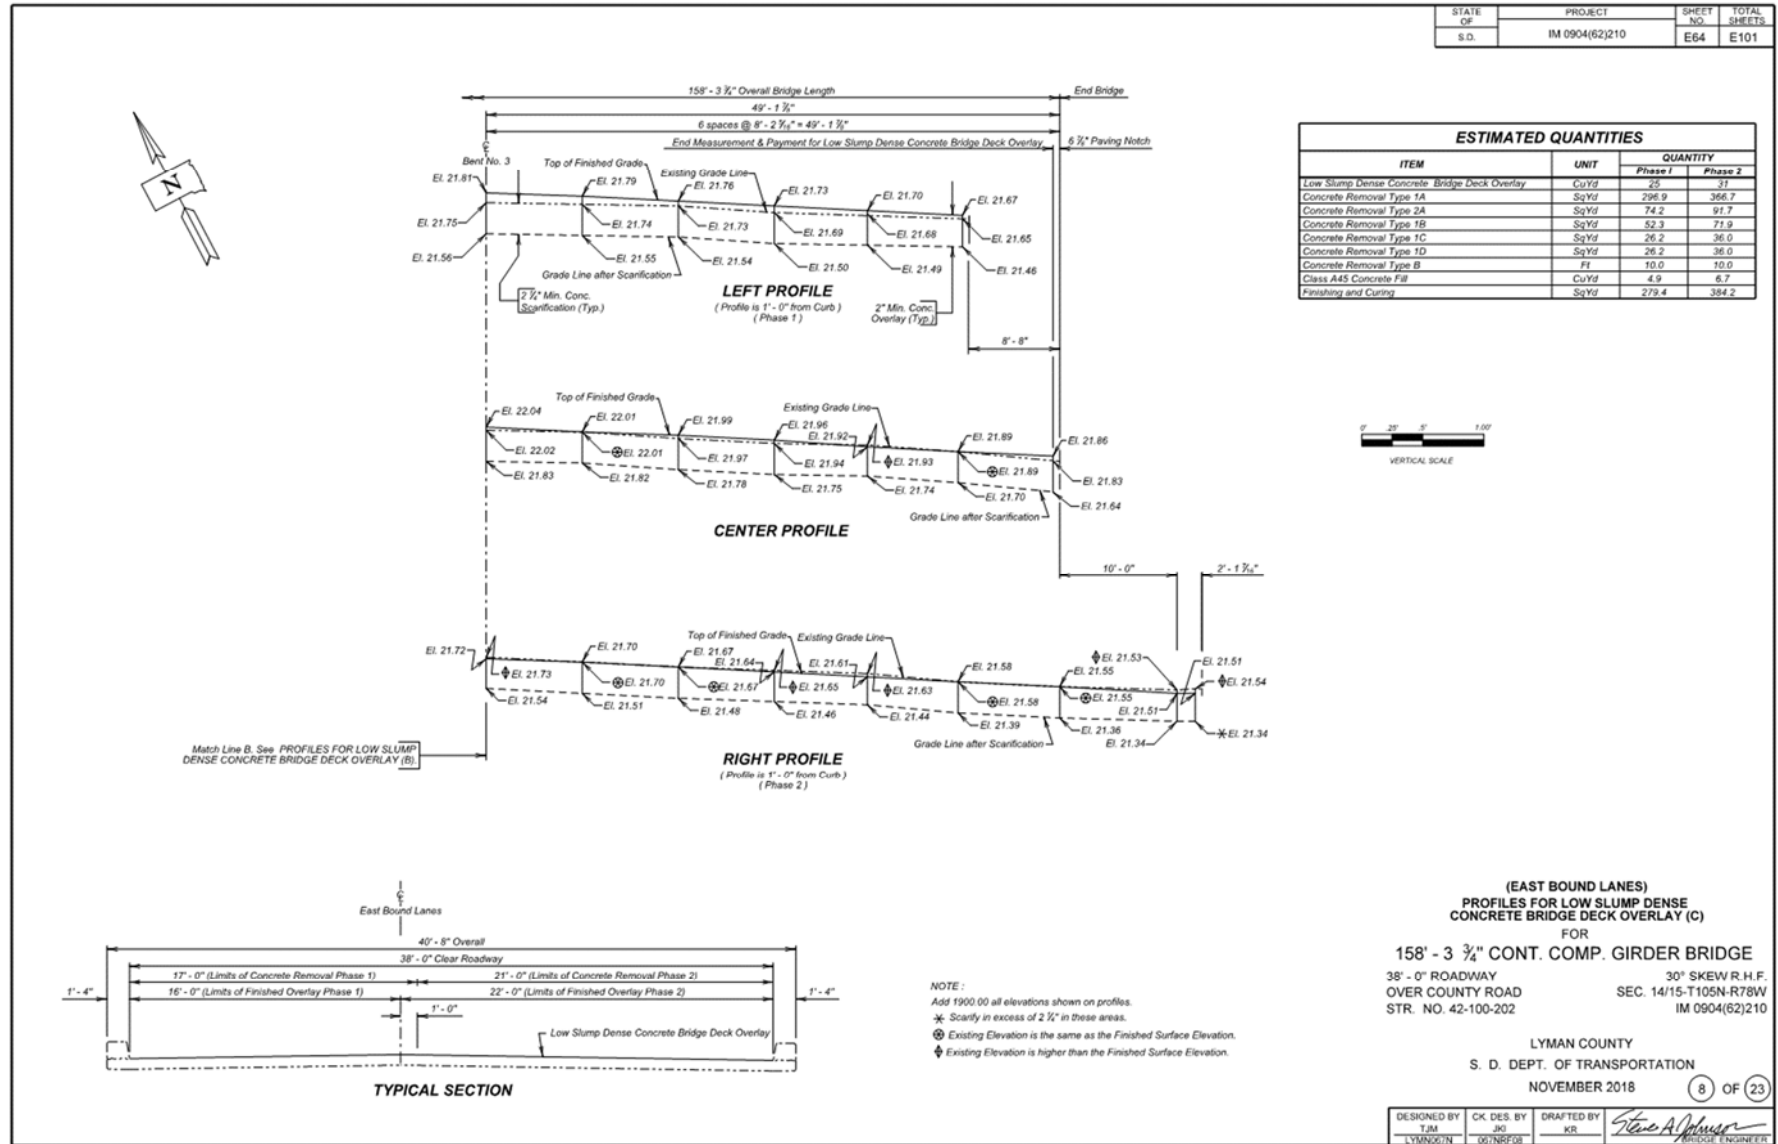 STATE OF
S.D.
PROJECT
IM 0904(62)210
SHEET NO.
E64
TOTAL SHEETS
E101
158' - 3 ¾" Overall Bridge Length
End Bridge
49' - 1 ⅞"
6 spaces @ 8' - 2 5/16" = 49' - 1 ⅞"
End Measurement & Payment for Low Slump Dense Concrete Bridge Deck Overlay
6 ⅞" Paving Notch
℄
Bent No. 3
Top of Finished Grade
Existing Grade Line
El. 21.81
El. 21.79
El. 21.76
El. 21.73
El. 21.70
El. 21.67
El. 21.75
El. 21.74
El. 21.73
El. 21.69
El. 21.68
El. 21.65
El. 21.56
El. 21.55
El. 21.54
El. 21.50
El. 21.49
El. 21.46
Grade Line after Scarification
2 ¼" Min. Conc.
Scarification (Typ.)
LEFT PROFILE
( Profile is 1' - 0" from Curb )
( Phase 1 )
2" Min. Conc.
Overlay (Typ.)
8' - 8"
Top of Finished Grade
Existing Grade Line
El. 22.04
El. 22.01
El. 21.99
El. 21.96
El. 21.92
El. 21.89
El. 21.86
El. 22.02
El. 22.01
El. 21.97
El. 21.94
El. 21.93
El. 21.89
El. 21.83
El. 21.83
El. 21.82
El. 21.78
El. 21.75
El. 21.74
El. 21.70
El. 21.64
Grade Line after Scarification
CENTER PROFILE
10' - 0"
2' - 1 7/16"
Top of Finished Grade
Existing Grade Line
El. 21.72
El. 21.70
El. 21.67
El. 21.64
El. 21.61
El. 21.58
El. 21.55
El. 21.53
El. 21.51
El. 21.73
El. 21.70
El. 21.67
El. 21.65
El. 21.63
El. 21.58
El. 21.55
El. 21.51
El. 21.54
El. 21.54
El. 21.51
El. 21.48
El. 21.46
El. 21.44
El. 21.39
El. 21.36
El. 21.34
El. 21.34
Grade Line after Scarification
Match Line B. See PROFILES FOR LOW SLUMP
DENSE CONCRETE BRIDGE DECK OVERLAY (B).
RIGHT PROFILE
( Profile is 1' - 0" from Curb )
( Phase 2 )
ESTIMATED QUANTITIES
ITEM UNIT QUANTITY
Phase I Phase 2
Low Slump Dense Concrete Bridge Deck Overlay CuYd 25 31
Concrete Removal Type 1A SqYd 296.9 366.7
Concrete Removal Type 2A SqYd 74.2 91.7
Concrete Removal Type 1B SqYd 52.3 71.9
Concrete Removal Type 1C SqYd 26.2 36.0
Concrete Removal Type 1D SqYd 26.2 36.0
Concrete Removal Type B Ft 10.0 10.0
Class A45 Concrete Fill CuYd 4.9 6.7
Finishing and Curing SqYd 279.4 384.2
0' .25' .5' 1.00'
VERTICAL SCALE
N
℄
East Bound Lanes
40' - 8" Overall
38' - 0" Clear Roadway
17' - 0" (Limits of Concrete Removal Phase 1)
21' - 0" (Limits of Concrete Removal Phase 2)
1' - 4"
16' - 0" (Limits of Finished Overlay Phase 1)
22' - 0" (Limits of Finished Overlay Phase 2)
1' - 4"
1' - 0"
Low Slump Dense Concrete Bridge Deck Overlay
TYPICAL SECTION
NOTE :
Add 1900.00 all elevations shown on profiles.
Scarify in excess of 2 ¼" in these areas.
Existing Elevation is the same as the Finished Surface Elevation.
Existing Elevation is higher than the Finished Surface Elevation.
(EAST BOUND LANES)
PROFILES FOR LOW SLUMP DENSE
CONCRETE BRIDGE DECK OVERLAY (C)
FOR
158' - 3 ¾" CONT. COMP. GIRDER BRIDGE
38' - 0" ROADWAY 30° SKEW R.H.F.
OVER COUNTY ROAD SEC. 14/15-T105N-R78W
STR. NO. 42-100-202 IM 0904(62)210
LYMAN COUNTY
S. D. DEPT. OF TRANSPORTATION
NOVEMBER 2018
8 OF 23
DESIGNED BY
TJM
LYMN067N
CK. DES. BY
JKI
067NRF08
DRAFTED BY
KR
Steve A Johnson
BRIDGE ENGINEER